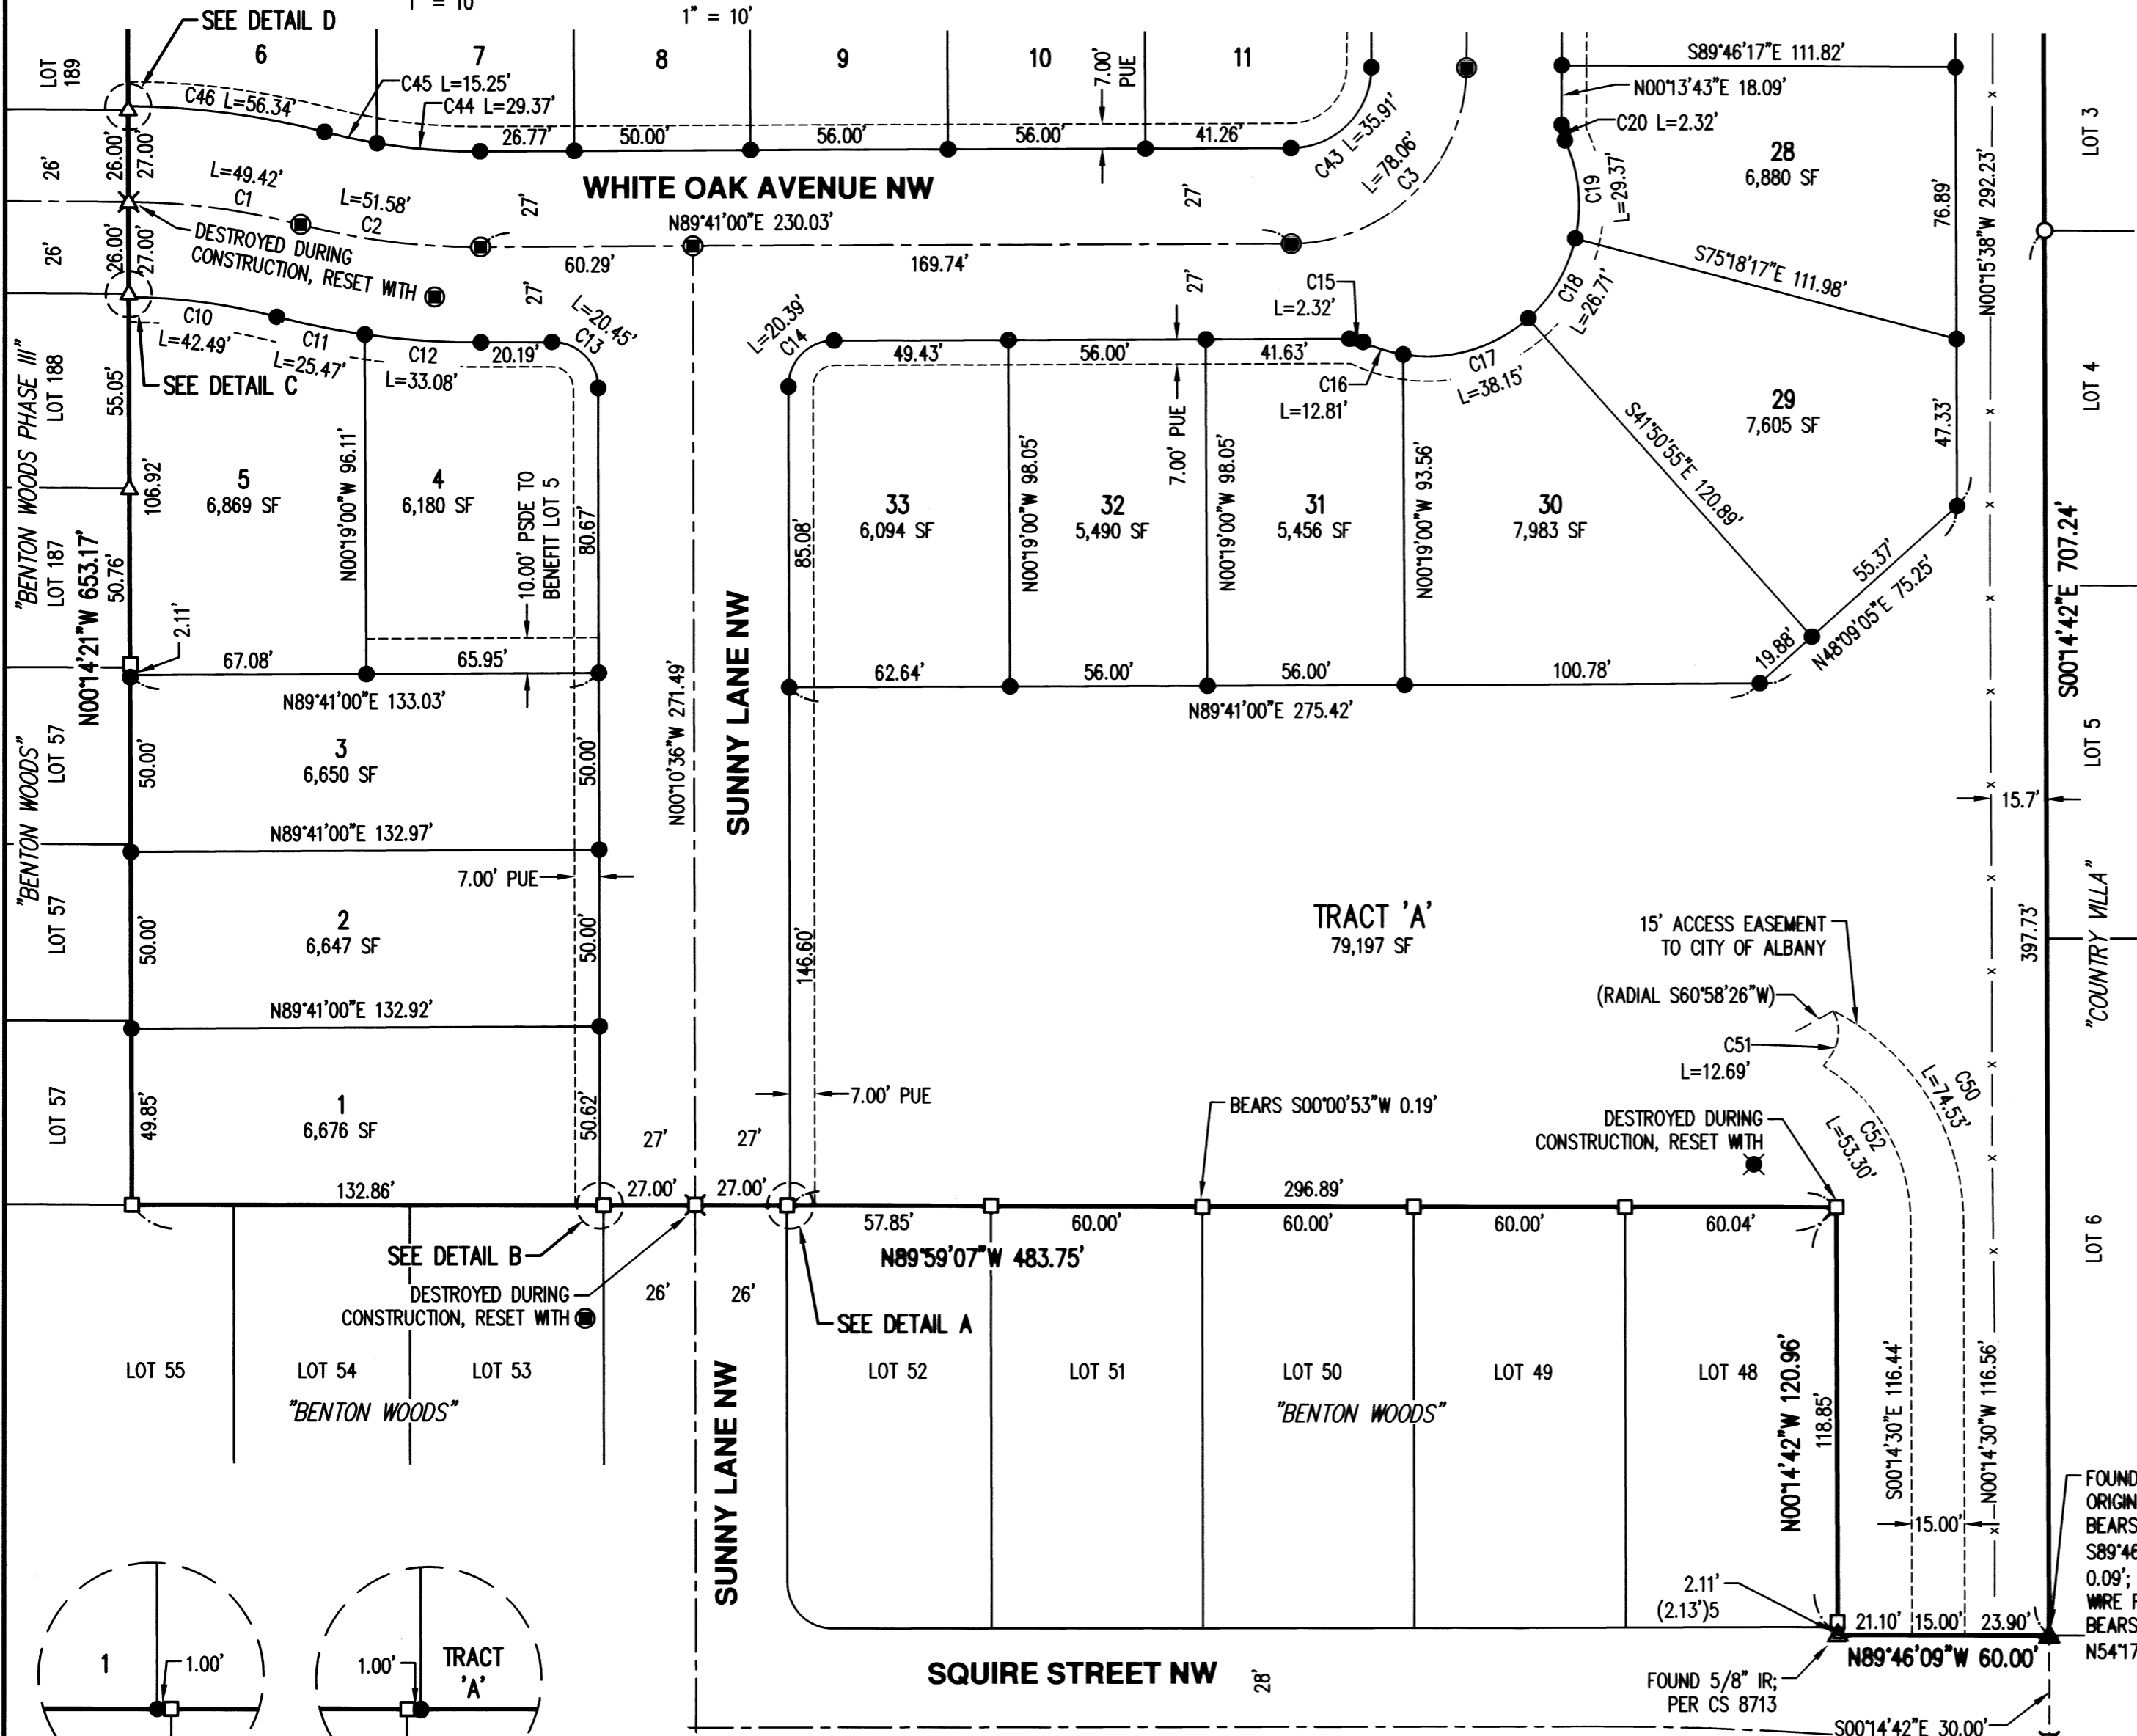 1" = 10'
1" = 10'
SEE DETAIL D
LOT 189
6
7
8
9
10
11
7.00' PUE
C46 L=56.34'
C45 L=15.25'
C44 L=29.37'
26.77'
50.00'
56.00'
56.00'
41.26'
C43 L=35.91'
L=78.06'
C3
S89°46'17"E 111.82'
N00°13'43"E 18.09'
C20 L=2.32'
28
6,880 SF
C19
L=29.37'
76.89'
N00°15'38"W 292.23'
LOT 3
26'
26.00'
27.00'
26'
26.00'
27.00'
L=49.42'
C1
L=51.58'
C2
27'
WHITE OAK AVENUE NW
N89°41'00"E 230.03'
27'
DESTROYED DURING
CONSTRUCTION, RESET WITH
60.29'
169.74'
27'
27'
S75°18'17"E 111.98'
C18
L=26.71'
C15
L=2.32'
C10
L=42.49'
C11
L=25.47'
C12
L=33.08'
20.19'
L=20.45'
C13
L=20.39'
C14
49.43'
56.00'
41.63'
C16
L=12.81'
C17
L=38.15'
SEE DETAIL C
"BENTON WOODS PHASE III"
LOT 188
55.05'
29
7,605 SF
47.33'
LOT 4
S41°50'55"E 120.89'
5
6,869 SF
106.92'
N00°19'00"W 96.11'
4
6,180 SF
10.00' PSDE TO
BENEFIT LOT 5
80.67'
85.08'
33
6,094 SF
N00°19'00"W 98.05'
32
5,490 SF
7.00' PUE
N00°19'00"W 98.05'
31
5,456 SF
N00°19'00"W 93.56'
30
7,983 SF
LOT 187
50.76'
N00°14'21"W 653.17'
2.11'
67.08'
65.95'
N89°41'00"E 133.03'
N00°10'36"W 271.49'
SUNNY LANE NW
62.64'
56.00'
56.00'
100.78'
N89°41'00"E 275.42'
19.88'
55.37'
N48°09'05"E 75.25'
S00°14'42"E 707.24'
LOT 5
"BENTON WOODS"
LOT 57
50.00'
3
6,650 SF
50.00'
N89°41'00"E 132.97'
15.7'
7.00' PUE
LOT 57
50.00'
2
6,647 SF
50.00'
N89°41'00"E 132.92'
146.60'
TRACT 'A'
79,197 SF
15' ACCESS EASEMENT
TO CITY OF ALBANY
(RADIAL S60°58'26"W)
397.73'
"COUNTRY VILLA"
C51
L=12.69'
C50
L=74.53'
C52
L=53.30'
LOT 57
49.85'
1
6,676 SF
50.62'
27'
27'
7.00' PUE
BEARS S00°00'53"W 0.19'
DESTROYED DURING
CONSTRUCTION, RESET WITH
132.86'
27.00'
27.00'
296.89'
57.85'
60.00'
60.00'
60.00'
60.04'
N89°59'07"W 483.75'
LOT 6
SEE DETAIL B
DESTROYED DURING
CONSTRUCTION, RESET WITH
26'
26'
SEE DETAIL A
LOT 55
LOT 54
LOT 53
"BENTON WOODS"
SUNNY LANE NW
LOT 52
LOT 51
LOT 50
LOT 49
LOT 48
"BENTON WOODS"
N00°14'42"W 120.96'
118.85'
S00°14'30"E 116.44'
N00°14'30"W 116.56'
15.00'
FOUND
ORIGIN
BEARS
S89°46
0.09';
WIRE F
BEARS
N54°17
2.11'
(2.13')5
21.10'
15.00'
23.90'
N89°46'09"W 60.00'
FOUND 5/8" IR;
PER CS 8713
S00°14'42"E 30.00'
SQUIRE STREET NW
28'
1
1.00'
1.00'
TRACT
'A'